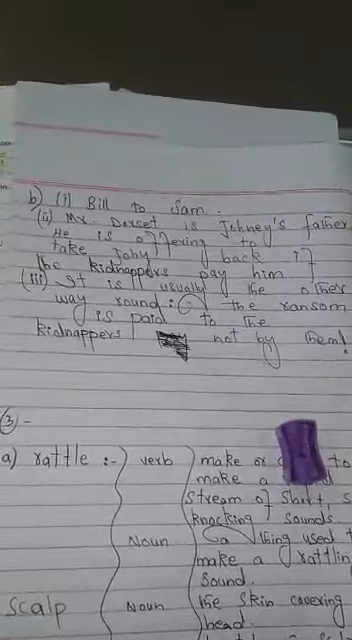 b) (i) Bill to Sam.
(ii) Mr. Dorset is Johney's father
He is offering to
take Johy back if
the kidnappers pay him
(iii) It is usually the other
way round: the ransom
is paid to the
kidnappers not by them.
(3) -
a) rattle :- verb make or to
make a
stream of short, s
knocking sounds.
Noun a thing used t
make a rattlin
sound.
scalp Noun the skin covering
head.